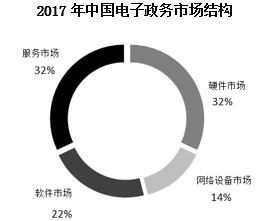 2017 年中国电子政务市场结构
服务市场
32%
硬件市场
32%
网络设备市场
14%
软件市场
22%